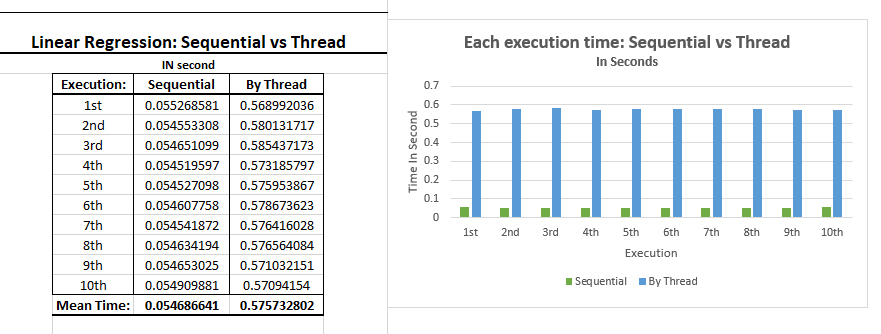 Linear Regression: Sequential vs Thread
IN second
Execution: Sequential By Thread
1st 0.055268581 0.568992036
2nd 0.054553308 0.580131717
3rd 0.054651099 0.585437173
4th 0.054519597 0.573185797
5th 0.054527098 0.575953867
6th 0.054607758 0.578673623
7th 0.054541872 0.576416028
8th 0.054634194 0.576564084
9th 0.054653025 0.571032151
10th 0.054909881 0.57094154
Mean Time: 0.054686641 0.575732802
Each execution time: Sequential vs Thread
In Seconds
Time In Second
0.7
0.6
0.5
0.4
0.3
0.2
0.1
0
1st 2nd 3rd 4th 5th 6th 7th 8th 9th 10th
Execution
Sequential By Thread